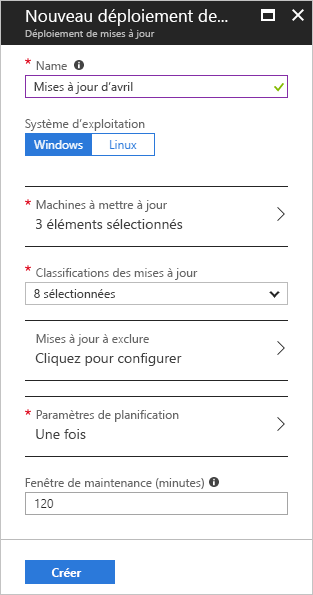 Nouveau déploiement de...
Déploiement de mises à jour
* Name
Mises à jour d'avril
Système d'exploitation
Windows Linux
* Machines à mettre à jour
3 éléments sélectionnés
* Classifications des mises à jour
8 sélectionnées
Mises à jour à exclure
Cliquez pour configurer
* Paramètres de planification
Une fois
Fenêtre de maintenance (minutes)
120
Créer